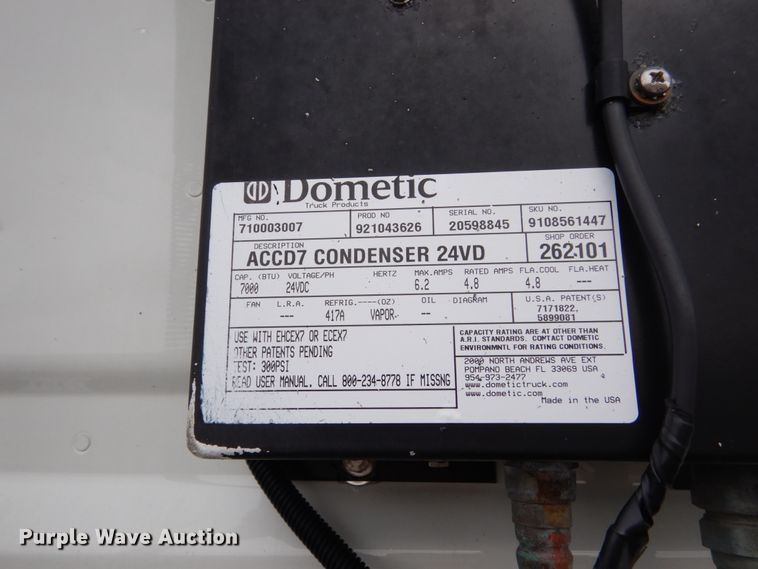 Dometic
Truck Products
MFG NO. PROD NO SERIAL NO. SKU NO.
710003007 921043626 20598845 9108561447
DESCRIPTION SHOP ORDER
ACCD7 CONDENSER 24VD 262101
CAP. (BTU) VOLTAGE/PH HERTZ MAX.AMPS RATED AMPS FLA.COOL FLA.HEAT
7000 24VDC 6.2 4.8 4.8 ---
FAN L.R.A. REFRIG.----(OZ) OIL DIAGRAM U.S.A. PATENT(S)
--- 417A VAPOR- -- 7171822,
5899081
USE WITH EHCEX7 OR ECEX7
OTHER PATENTS PENDING
TEST: 300PSI
READ USER MANUAL, CALL 800-234-8778 IF MISSNG
CAPACITY RATING ARE AT OTHER THAN
A.R.I. STANDARDS. CONTACT DOMETIC
ENVIRONMNTL FOR RATING CONDITIONS.
2000 NORTH ANDREWS AVE EXT
POMPANO BEACH FL 33069 USA
954-973-2477
www.dometictruck.com
www.dometic.com
Made in the USA
Purple Wave Auction